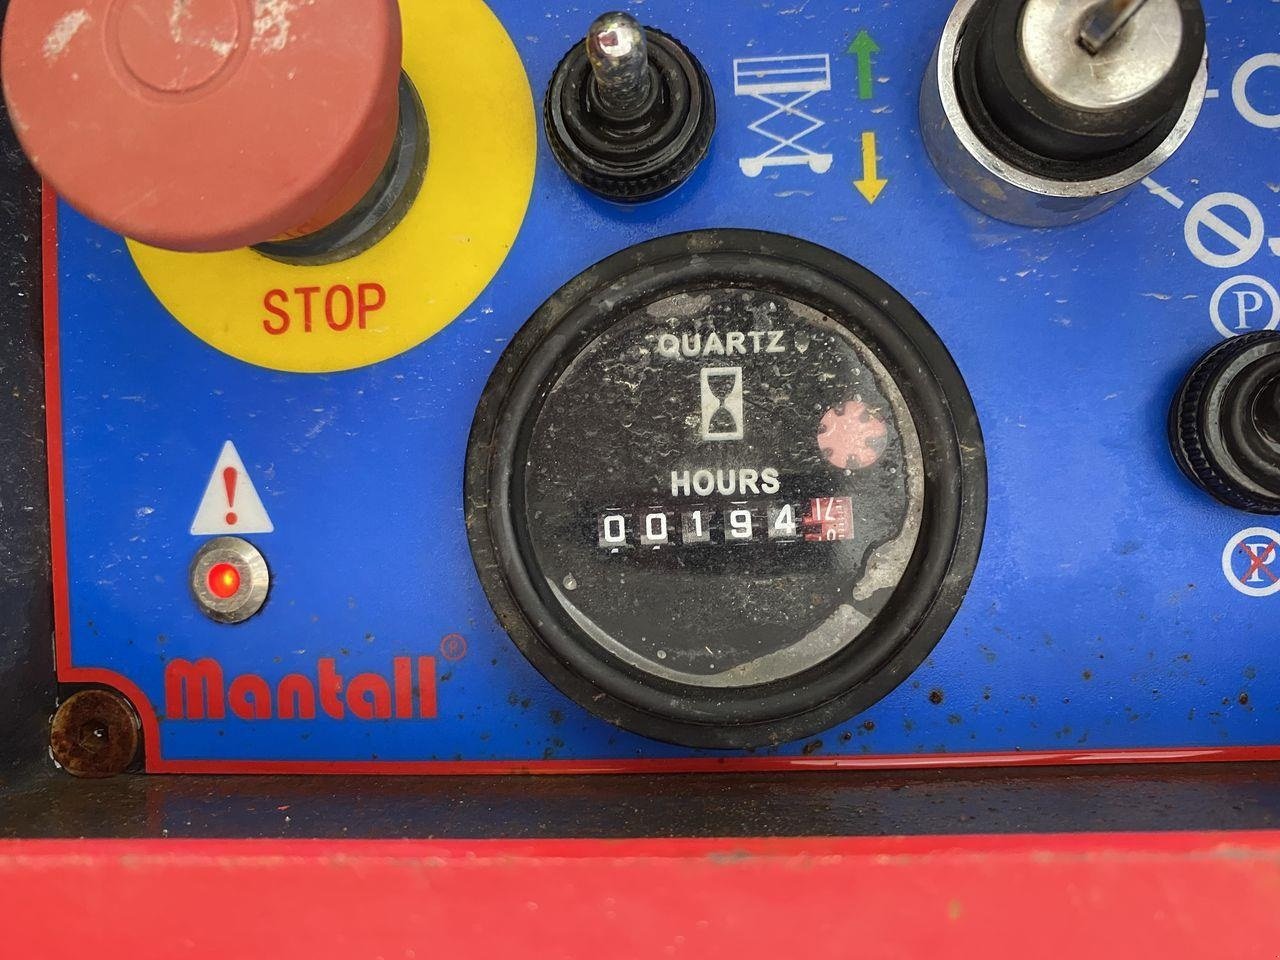 STOP
QUARTZ
HOURS
00194
Mantall®
P
P